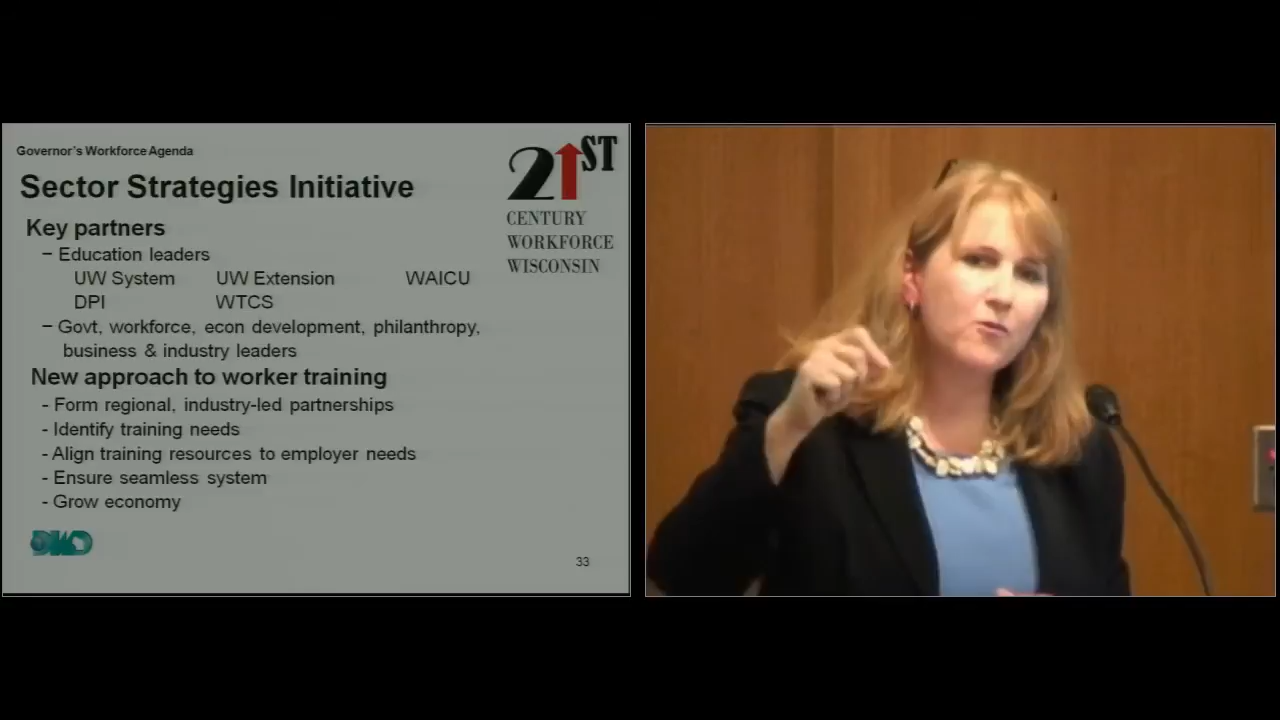 Governor's Workforce Agenda
Sector Strategies Initiative
21ST
CENTURY
WORKFORCE
WISCONSIN
Key partners
– Education leaders
UW System UW Extension WAICU
DPI WTCS
– Govt, workforce, econ development, philanthropy,
business & industry leaders
New approach to worker training
- Form regional, industry-led partnerships
- Identify training needs
- Align training resources to employer needs
- Ensure seamless system
- Grow economy
DWD
33